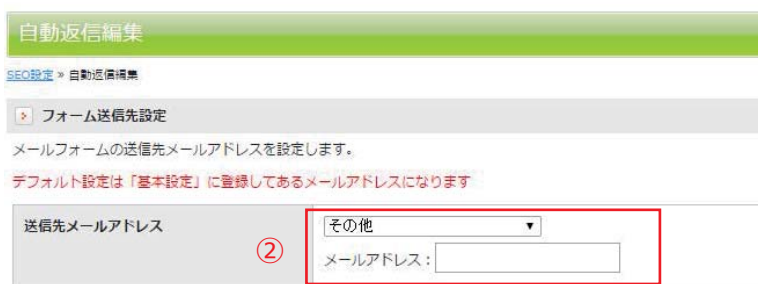 自動返信編集
SEO設定 » 自動返信編集
フォーム送信先設定
メールフォームの送信先メールアドレスを設定します。
デフォルト設定は「基本設定」に登録してあるメールアドレスになります
送信先メールアドレス
その他
②
メールアドレス：